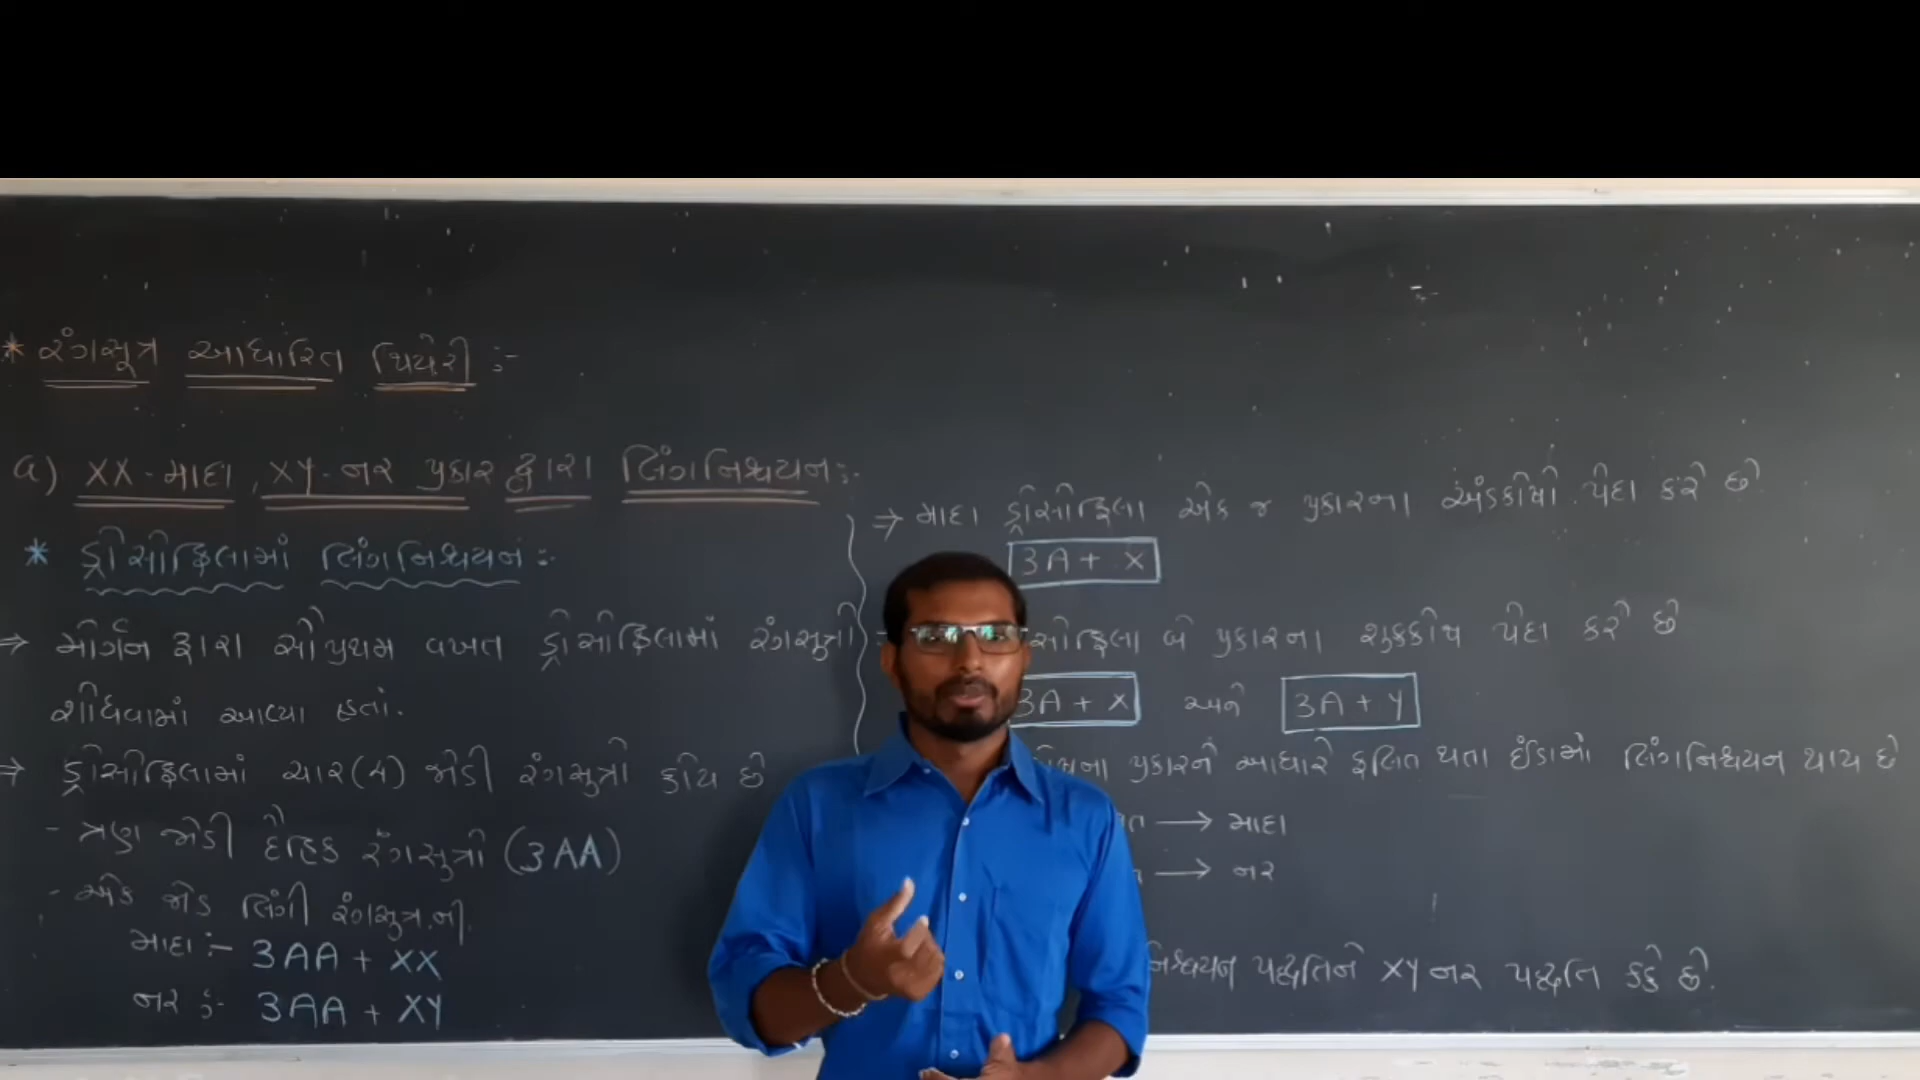 * રંગસૂત્ર આધારિત થિયેરી :-
a) XX - માદા , XY - નર પ્રકાર દ્વારા લિંગનિશ્ચયન :-
* ડ્રોસોફિલામાં લિંગનિશ્ચયન :-
⇒ મોર્ગન દ્વારા સૌપ્રથમ વખત ડ્રોસોફિલામાં રંગસૂત્રો
શોધવામાં આવ્યા હતાં.
⇒ ડ્રોસોફિલામાં ચાર (4) જોડી રંગસૂત્રો હોય છે
- ત્રણ જોડી દૈહિક રંગસૂત્રો (3AA)
- એક જોડ લિંગી રંગસૂત્રની
માદા :- 3AA + XX
નર :- 3AA + XY
⇒ માદા ડ્રોસોફિલા એક જ પ્રકારના અંડકોષો પેદા કરે છે
3A + X
સોફિલા બે પ્રકારના શુક્રકોષ પેદા કરે છે
3A + X અને 3A + Y
પ્રકારને આધારે ફલિત થતા ઈંડામાં લિંગનિશ્ચયન થાય છે
→ માદા
→ નર
નિશ્ચયન પદ્ધતિને XY નર પદ્ધતિ કહે છે.